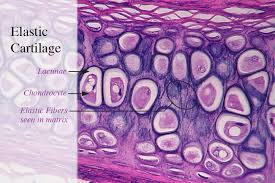 Elastic
Cartilage
Lacunae
Chondrocyte
Elastic Fibers
seen in matrix